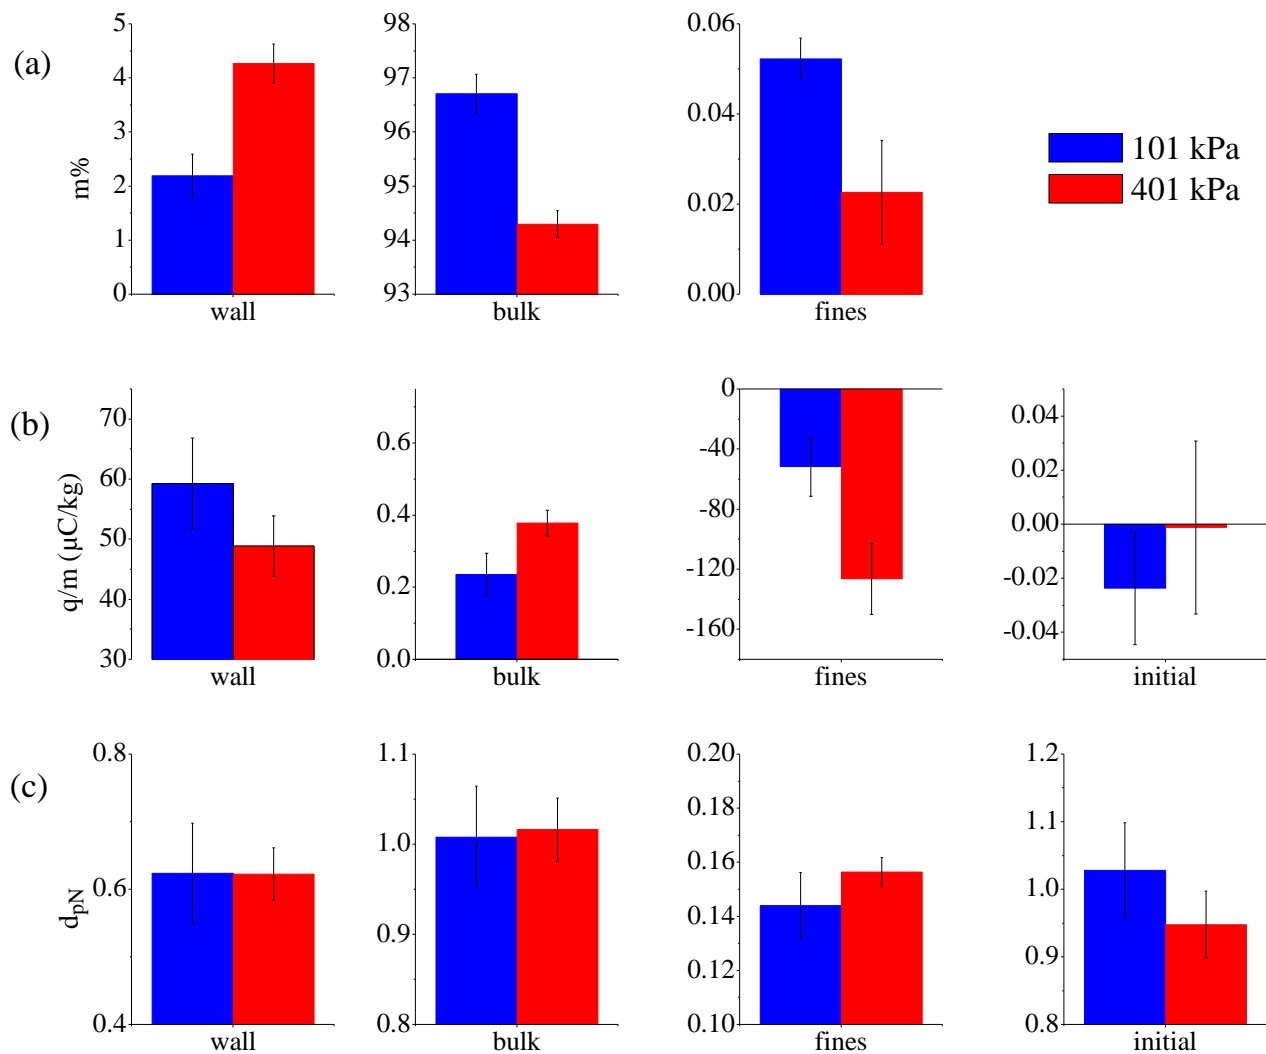 (a)
m%
5
4
3
2
1
0
wall
98
97
96
95
94
93
bulk
0.06
0.04
0.02
0.00
fines
101 kPa
401 kPa
(b)
q/m (µC/kg)
70
60
50
40
30
wall
0.6
0.4
0.2
0.0
bulk
0
-40
-80
-120
-160
fines
0.04
0.02
0.00
-0.02
-0.04
initial
(c)
dpN
0.8
0.6
0.4
wall
1.1
1.0
0.9
0.8
bulk
0.20
0.18
0.16
0.14
0.12
0.10
fines
1.2
1.1
1.0
0.9
0.8
initial